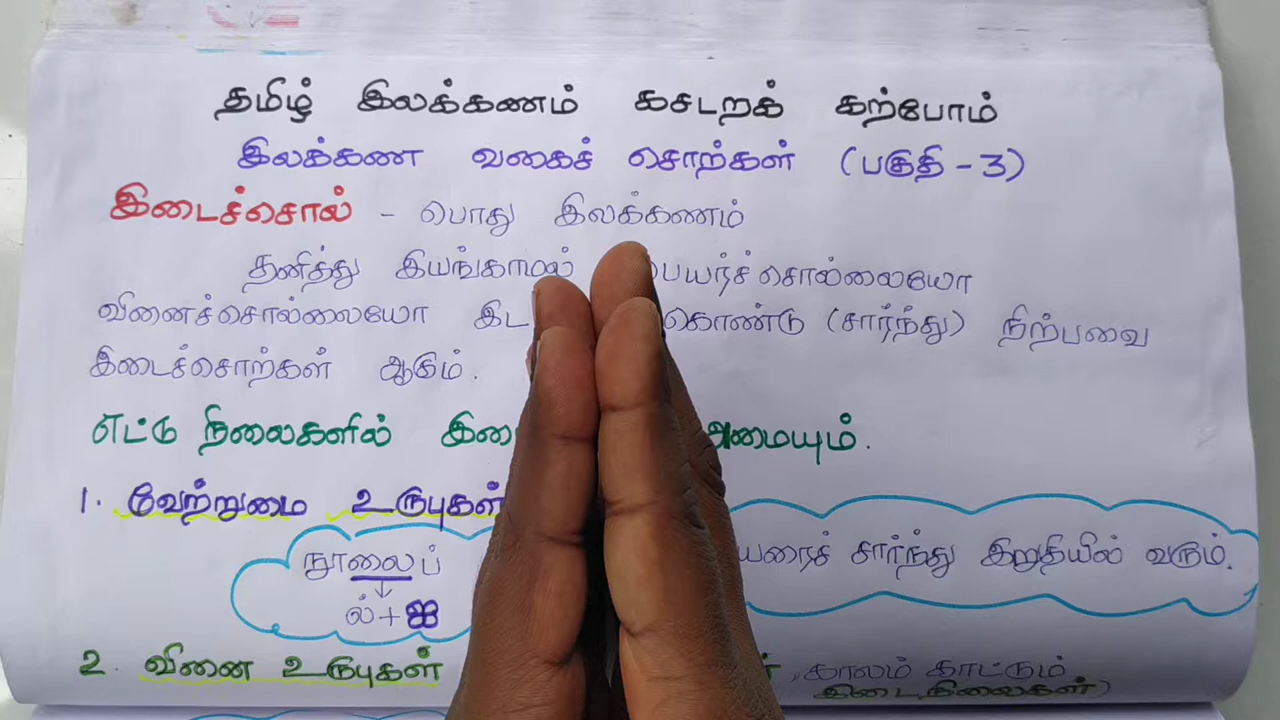 தமிழ் இலக்கணம் கசடறக் கற்போம்
இலக்கண வகைச் சொற்கள் (பகுதி - 3)
இடைச்சொல் - பொது இலக்கணம்
தனித்து இயங்காமல் பெயர்ச்சொல்லையோ
வினைச்சொல்லையோ இட கொண்டு (சார்ந்து) நிற்பவை
இடைச்சொற்கள் ஆகும்.
எட்டு நிலைகளில் அமையும்.
1. வேற்றுமை உருபுகள்
நூலைப் யரைச் சார்ந்து இறுதியில் வரும்.
ல் + ஐ
2. வினை உருபுகள் , காலம் காட்டும்
இடைநிலைகள்)